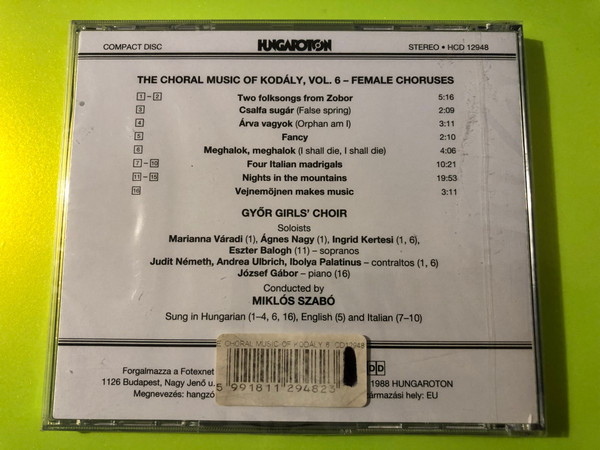 COMPACT DISC HUNGAROTON STEREO • HCD 12948
THE CHORAL MUSIC OF KODÁLY, VOL. 6 – FEMALE CHORUSES
1 – 2 Two folksongs from Zobor 5:16
3 Csalfa sugár (False spring) 2:09
4 Árva vagyok (Orphan am I) 3:11
5 Fancy 2:10
6 Meghalok, meghalok (I shall die, I shall die) 4:06
7 – 10 Four Italian madrigals 10:21
11 – 15 Nights in the mountains 19:53
16 Vejnemöjnen makes music 3:11
GYŐR GIRLS' CHOIR
Soloists
Marianna Váradi (1), Ágnes Nagy (1), Ingrid Kertesi (1, 6),
Eszter Balogh (11) – sopranos
Judit Németh, Andrea Ulbrich, Ibolya Palatinus – contraltos (1, 6)
József Gábor – piano (16)
Conducted by
MIKLÓS SZABÓ
Sung in Hungarian (1–4, 6, 16), English (5) and Italian (7–10)
E CHORAL MUSIC OF KODALY 6. CD12948
Forgalmazza a Fotexnet DD
1126 Budapest, Nagy Jenő u. 1988 HUNGAROTON
5 991811 294823
Megnevezés: hangzó ármazási hely: EU